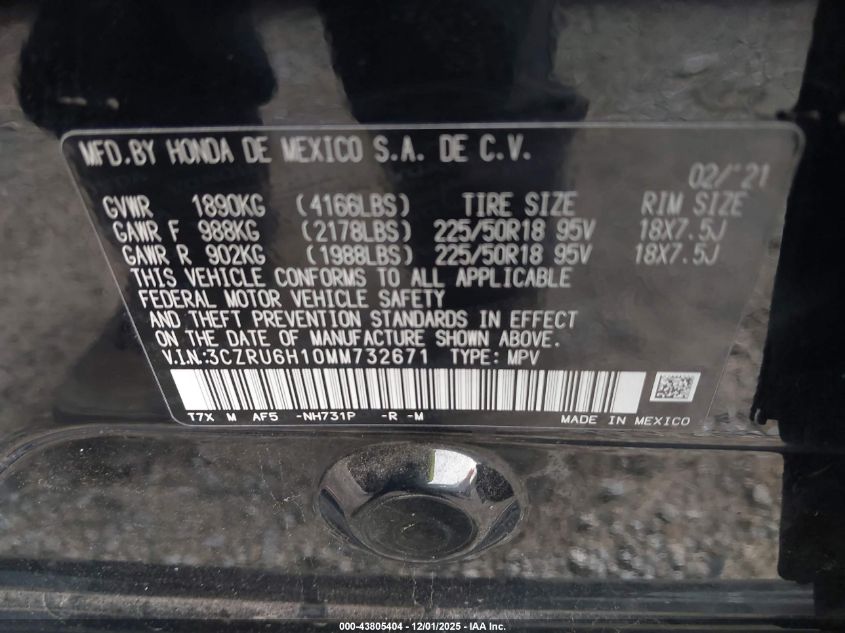 MFD.BY HONDA DE MEXICO S.A. DE C.V.
02/'21
GVWR 1890KG (4166LBS) TIRE SIZE RIM SIZE
GAWR F 988KG (2178LBS) 225/50R18 95V 18X7.5J
GAWR R 902KG (1988LBS) 225/50R18 95V 18X7.5J
THIS VEHICLE CONFORMS TO ALL APPLICABLE
FEDERAL MOTOR VEHICLE SAFETY
AND THEFT PREVENTION STANDARDS IN EFFECT
ON THE DATE OF MANUFACTURE SHOWN ABOVE.
V.I.N:3CZRU6H10MM732671 TYPE: MPV
T7X M AF5 -NH731P -R -M
MADE IN MEXICO
000-43805404 - 12/01/2025 - IAA Inc.